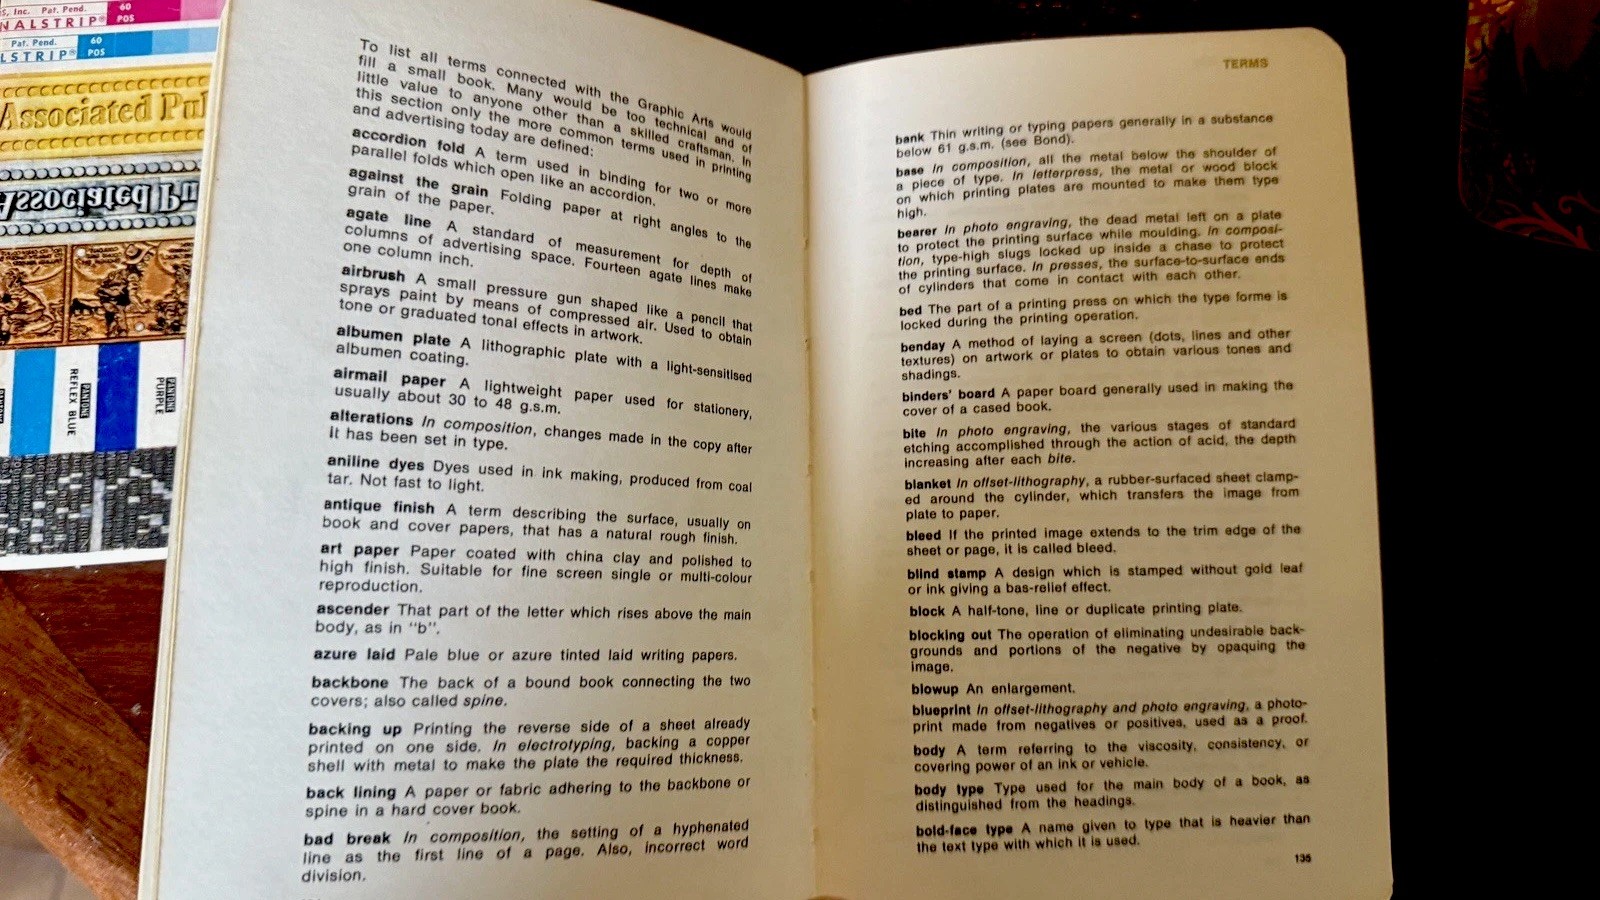 S, Inc. Pat. Pend.
NALSTRIP®
60
POS
Pat. Pend.
LSTRIP®
60
POS
Associated Pu
Associated Pu
REFLEX BLUE
PANTONE
PURPLE
PANTONE
To list all terms connected with the Graphic Arts would
fill a small book. Many would be too technical and of
little value to anyone other than a skilled craftsman. In
this section only the more common terms used in printing
and advertising today are defined:
accordion fold A term used in binding for two or more
parallel folds which open like an accordion.
against the grain Folding paper at right angles to the
grain of the paper.
agate line A standard of measurement for depth of
columns of advertising space. Fourteen agate lines make
one column inch.
airbrush A small pressure gun shaped like a pencil that
sprays paint by means of compressed air. Used to obtain
tone or graduated tonal effects in artwork.
albumen plate A lithographic plate with a light-sensitised
albumen coating.
airmail paper A lightweight paper used for stationery,
usually about 30 to 48 g.s.m.
alterations In composition, changes made in the copy after
it has been set in type.
aniline dyes Dyes used in ink making, produced from coal
tar. Not fast to light.
antique finish A term describing the surface, usually on
book and cover papers, that has a natural rough finish.
art paper Paper coated with china clay and polished to
high finish. Suitable for fine screen single or multi-colour
reproduction.
ascender That part of the letter which rises above the main
body, as in "b".
azure laid Pale blue or azure tinted laid writing papers.
backbone The back of a bound book connecting the two
covers; also called spine.
backing up Printing the reverse side of a sheet already
printed on one side. In electrotyping, backing a copper
shell with metal to make the plate the required thickness.
back lining A paper or fabric adhering to the backbone or
spine in a hard cover book.
bad break In composition, the setting of a hyphenated
line as the first line of a page. Also, incorrect word
division.
TERMS
bank Thin writing or typing papers generally in a substance
below 61 g.s.m. (see Bond).
base In composition, all the metal below the shoulder of
a piece of type. In letterpress, the metal or wood block
on which printing plates are mounted to make them type
high.
bearer In photo engraving, the dead metal left on a plate
to protect the printing surface while moulding. In composi-
tion, type-high slugs locked up inside a chase to protect
the printing surface. In presses, the surface-to-surface ends
of cylinders that come in contact with each other.
bed The part of a printing press on which the type forme is
locked during the printing operation.
benday A method of laying a screen (dots, lines and other
textures) on artwork or plates to obtain various tones and
shadings.
binders' board A paper board generally used in making the
cover of a cased book.
bite In photo engraving, the various stages of standard
etching accomplished through the action of acid, the depth
increasing after each bite.
blanket In offset-lithography, a rubber-surfaced sheet clamp-
ed around the cylinder, which transfers the image from
plate to paper.
bleed If the printed image extends to the trim edge of the
sheet or page, it is called bleed.
blind stamp A design which is stamped without gold leaf
or ink giving a bas-relief effect.
block A half-tone, line or duplicate printing plate.
blocking out The operation of eliminating undesirable back-
grounds and portions of the negative by opaquing the
image.
blowup An enlargement.
blueprint In offset-lithography and photo engraving, a photo-
print made from negatives or positives, used as a proof.
body A term referring to the viscosity, consistency, or
covering power of an ink or vehicle.
body type Type used for the main body of a book, as
distinguished from the headings.
bold-face type A name given to type that is heavier than
the text type with which it is used.
135